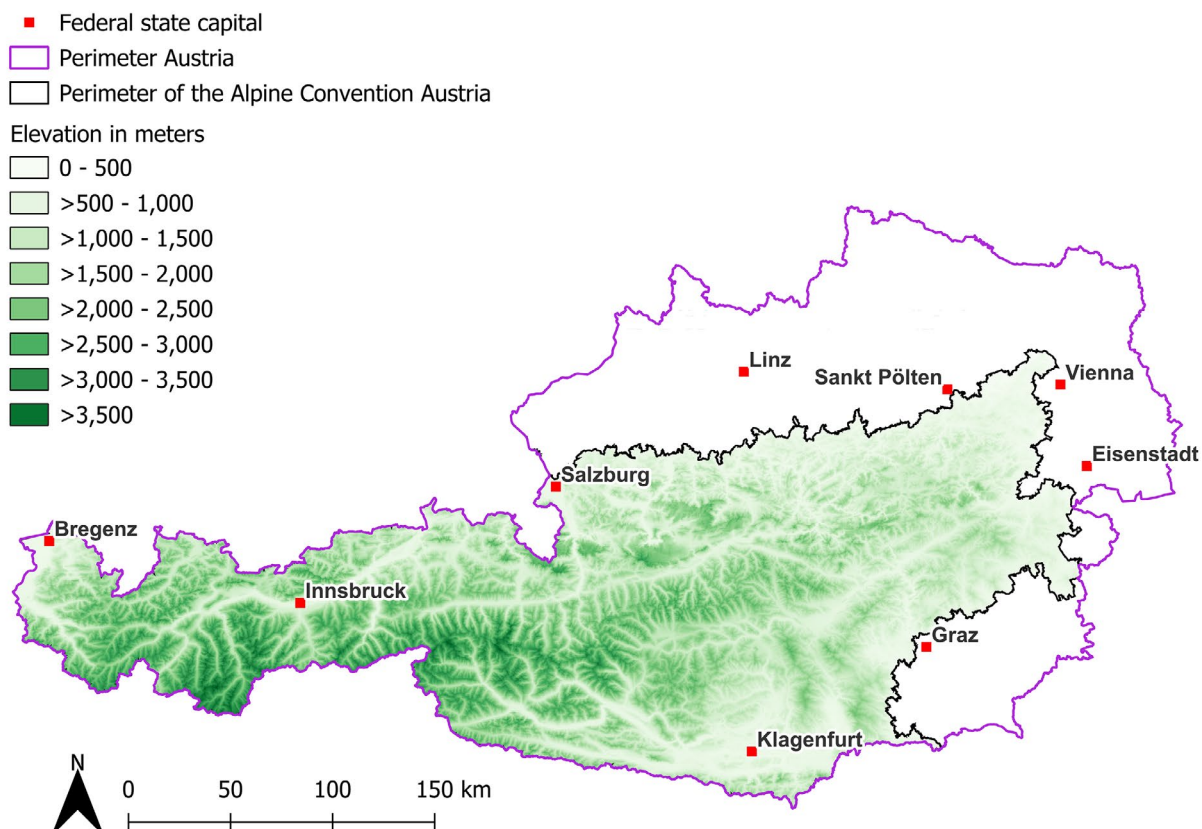 Federal state capital
Perimeter Austria
Perimeter of the Alpine Convention Austria
Elevation in meters
0 - 500
>500 - 1,000
>1,000 - 1,500
>1,500 - 2,000
>2,000 - 2,500
>2,500 - 3,000
>3,000 - 3,500
>3,500
Linz
Sankt Pölten
Vienna
Eisenstadt
Salzburg
Bregenz
Innsbruck
Graz
Klagenfurt
N
0 50 100 150 km